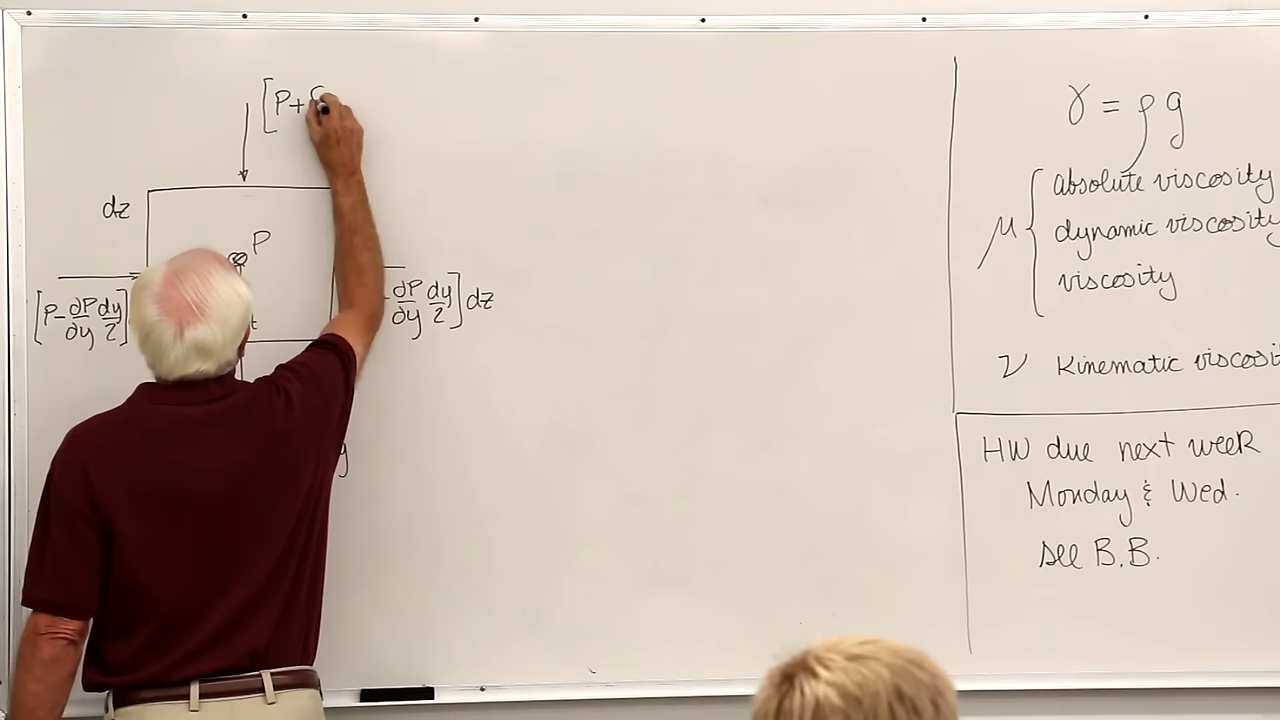 [P+
dz
P
[P-∂P/∂y dy/2]
∂P/∂y dy/2] dz
γ = ρg
μ { absolute viscosity
dynamic viscosity
viscosity
ν Kinematic
HW due next week
Monday & Wed.
see B.B.